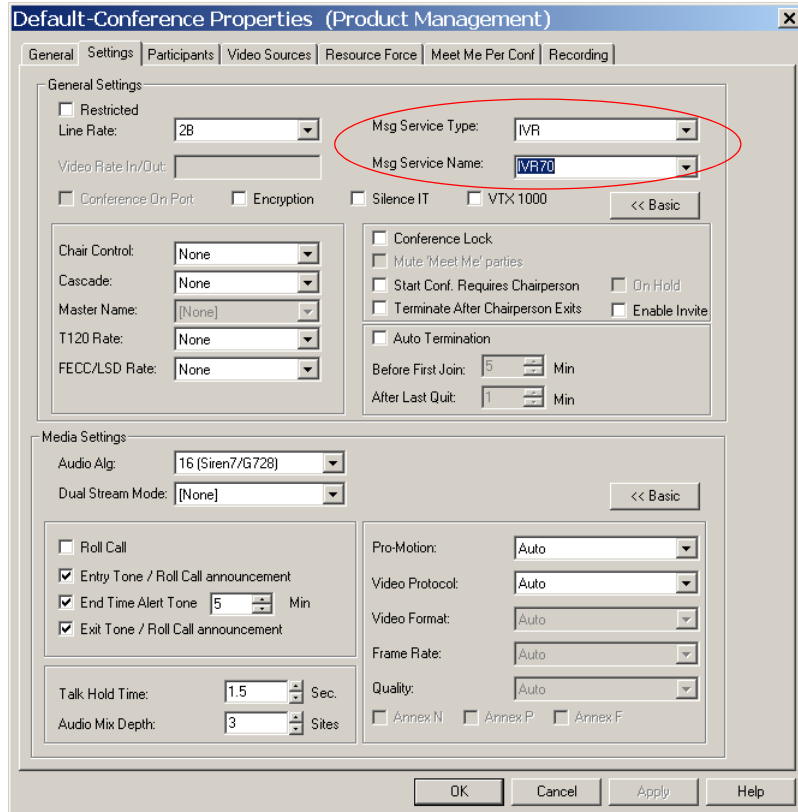 Default-Conference Properties (Product Management)
General Settings Participants Video Sources Resource Force Meet Me Per Conf Recording
General Settings
Restricted
Line Rate: 2B
Msg Service Type: IVR
Video Rate In/Out:
Msg Service Name: IVR70
Conference On Port Encryption Silence IT VTX 1000 << Basic
Chair Control: None
Cascade: None
Master Name: [None]
T120 Rate: None
FECC/LSD Rate: None
Conference Lock
Mute 'Meet Me' parties
Start Conf. Requires Chairperson On Hold
Terminate After Chairperson Exits Enable Invite
Auto Termination
Before First Join: 5 Min
After Last Quit: 1 Min
Media Settings
Audio Alg: 16 (Siren7/G728)
Dual Stream Mode: [None] << Basic
Roll Call
Entry Tone / Roll Call announcement
End Time Alert Tone 5 Min
Exit Tone / Roll Call announcement
Talk Hold Time: 1.5 Sec.
Audio Mix Depth: 3 Sites
Pro-Motion: Auto
Video Protocol: Auto
Video Format: Auto
Frame Rate: Auto
Quality: Auto
Annex N Annex P Annex F
OK Cancel Apply Help